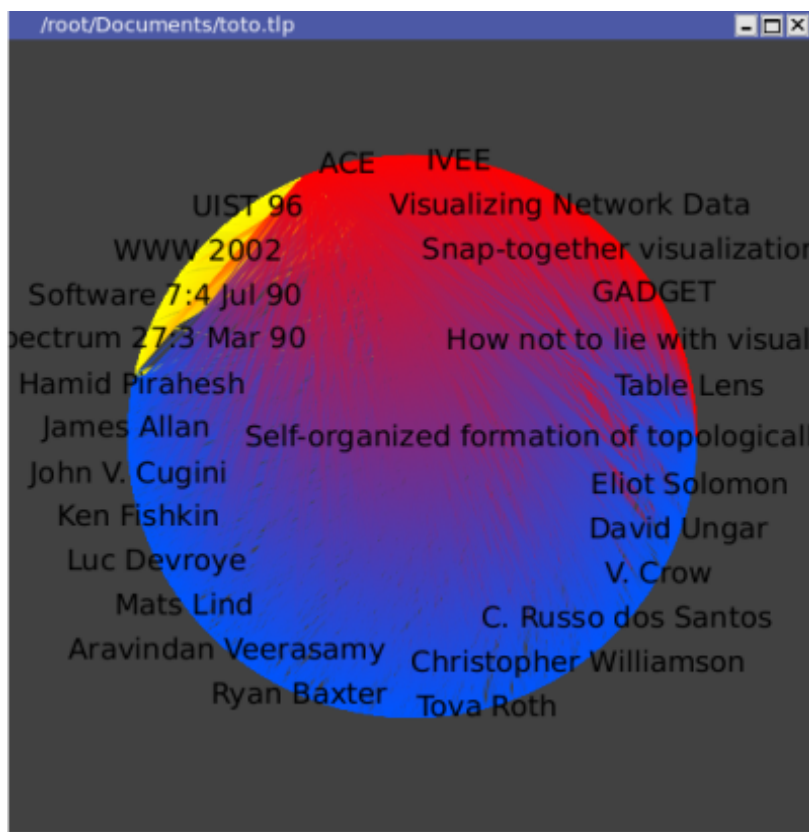 /root/Documents/toto.tlp
ACE
IVEE
UIST 96
Visualizing Network Data
WWW 2002
Snap-together visualization
Software 7:4 Jul 90
GADGET
pectrum 27:3 Mar 90
How not to lie with visual
Hamid Pirahesh
Table Lens
James Allan
Self-organized formation of topologicall
John V. Cugini
Eliot Solomon
Ken Fishkin
David Ungar
Luc Devroye
V. Crow
Mats Lind
C. Russo dos Santos
Aravindan Veerasamy
Christopher Williamson
Ryan Baxter
Tova Roth